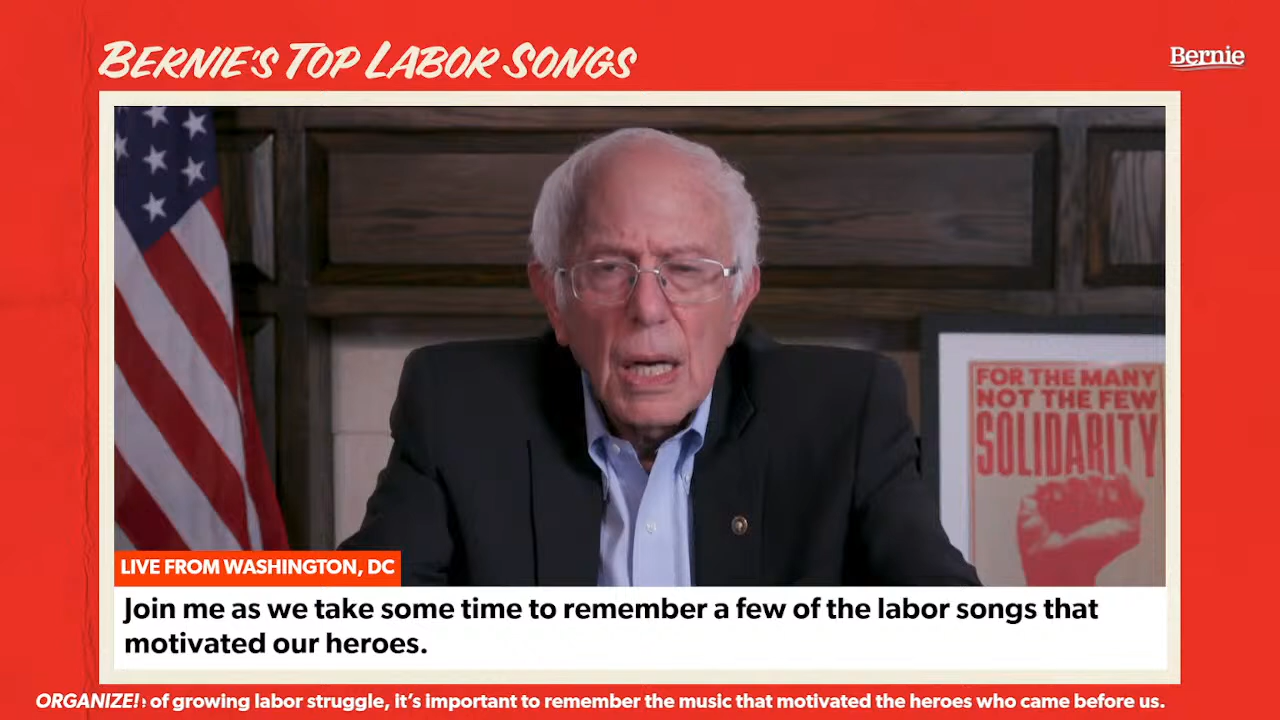 BERNIE'S TOP LABOR SONGS
Bernie
FOR THE MANY
NOT THE FEW
SOLIDARITY
LIVE FROM WASHINGTON, DC
Join me as we take some time to remember a few of the labor songs that
motivated our heroes.
ORGANIZE! of growing labor struggle, it's important to remember the music that motivated the heroes who came before us.